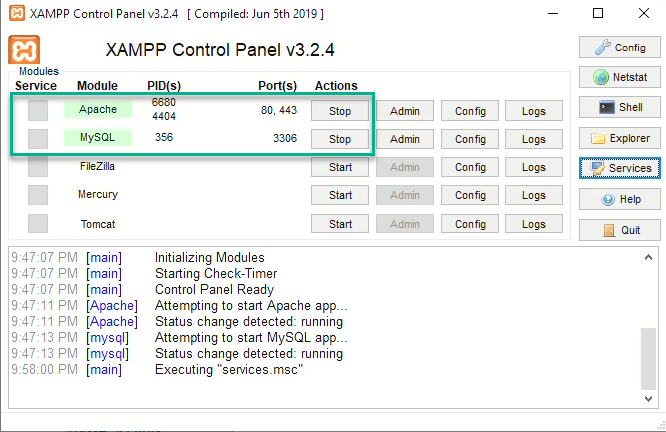 XAMPP Control Panel v3.2.4 [ Compiled: Jun 5th 2019 ]
XAMPP Control Panel v3.2.4
Config
Modules
Service Module PID(s) Port(s) Actions
Netstat
Apache 6680 4404 80, 443 Stop Admin Config Logs
Shell
MySQL 356 3306 Stop Admin Config Logs
Explorer
FileZilla Start Admin Config Logs
Services
Mercury Start Admin Config Logs
Help
Tomcat Start Admin Config Logs
Quit
9:47:07 PM [main] Initializing Modules
9:47:07 PM [main] Starting Check-Timer
9:47:07 PM [main] Control Panel Ready
9:47:11 PM [Apache] Attempting to start Apache app...
9:47:11 PM [Apache] Status change detected: running
9:47:13 PM [mysql] Attempting to start MySQL app...
9:47:13 PM [mysql] Status change detected: running
9:58:00 PM [main] Executing "services.msc"